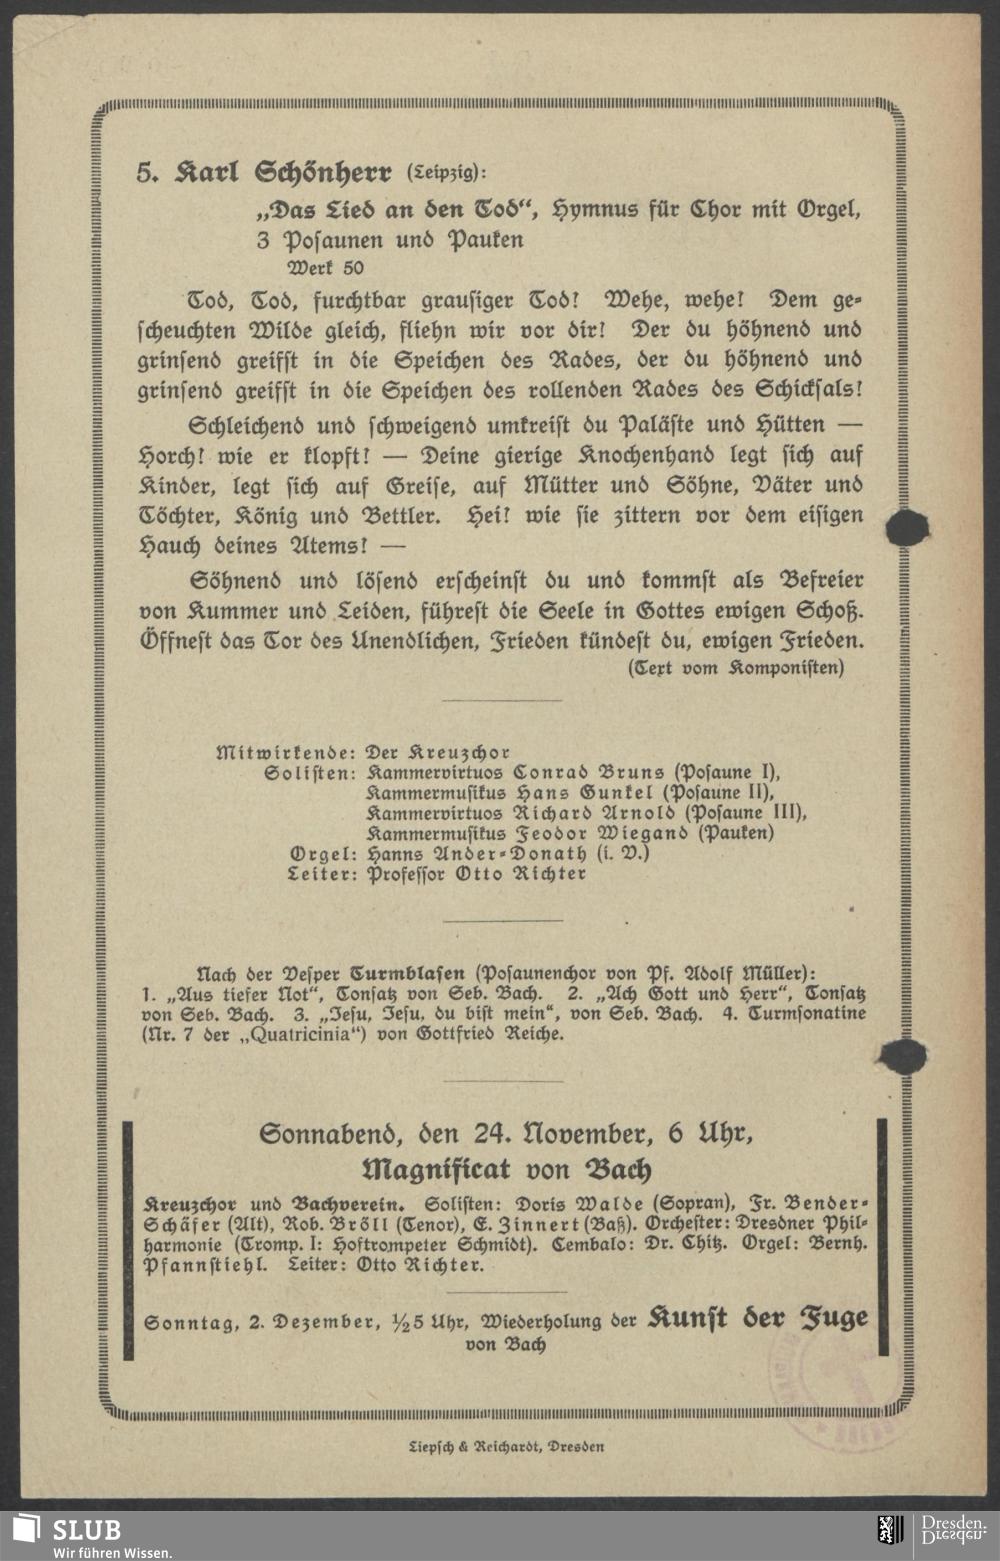 5. Karl Schönherr (Leipzig):
„Das Lied an den Tod“, Hymnus für Chor mit Orgel,
3 Posaunen und Pauken
Werk 50
Tod, Tod, furchtbar grausiger Tod! Wehe, wehe! Dem ge-
scheuchten Wilde gleich, fliehn wir vor dir! Der du höhnend und
grinsend greifst in die Speichen des Rades, der du höhnend und
grinsend greifst in die Speichen des rollenden Rades des Schicksals!
Schleichend und schweigend umkreist du Paläste und Hütten —
Horch! wie er klopft! — Deine gierige Knochenhand legt sich auf
Kinder, legt sich auf Greise, auf Mütter und Söhne, Väter und
Töchter, König und Bettler. Hei! wie sie zittern vor dem eisigen
Hauch deines Atems! —
Söhnend und lösend erscheinst du und kommst als Befreier
von Kummer und Leiden, führest die Seele in Gottes ewigen Schoß.
Öffnest das Tor des Unendlichen, Frieden kündest du, ewigen Frieden.
(Text vom Komponisten)
Mitwirkende: Der Kreuzchor
Solisten: Kammervirtuos Conrad Bruns (Posaune I),
Kammermusikus Hans Gunkel (Posaune II),
Kammervirtuos Richard Arnold (Posaune III),
Kammermusikus Feodor Wiegand (Pauken)
Orgel: Hanns Ander-Donath (i. V.)
Leiter: Professor Otto Richter
Nach der Vesper Turmblasen (Posaunenchor von Pf. Adolf Müller):
1. „Aus tiefer Not“, Tonsatz von Seb. Bach. 2. „Ach Gott und Herr“, Tonsatz
von Seb. Bach. 3. „Jesu, Jesu, du bist mein“, von Seb. Bach. 4. Turmsonatine
(Nr. 7 der „Quatricinia“) von Gottfried Reiche.
Sonnabend, den 24. November, 6 Uhr,
Magnificat von Bach
Kreuzchor und Bachverein. Solisten: Doris Walde (Sopran), Fr. Bender-
Schäfer (Alt), Rob. Bröll (Tenor), E. Zinnert (Baß). Orchester: Dresdner Phil-
harmonie (Tromp. I: Hoftrompeter Schmidt). Cembalo: Dr. Chitz. Orgel: Bernh.
Pfannstiehl. Leiter: Otto Richter.
Sonntag, 2. Dezember, ½5 Uhr, Wiederholung der Kunst der Fuge
von Bach
Liepsch & Reichardt, Dresden
SLUB
Wir führen Wissen.
Dresden.
Dresden.